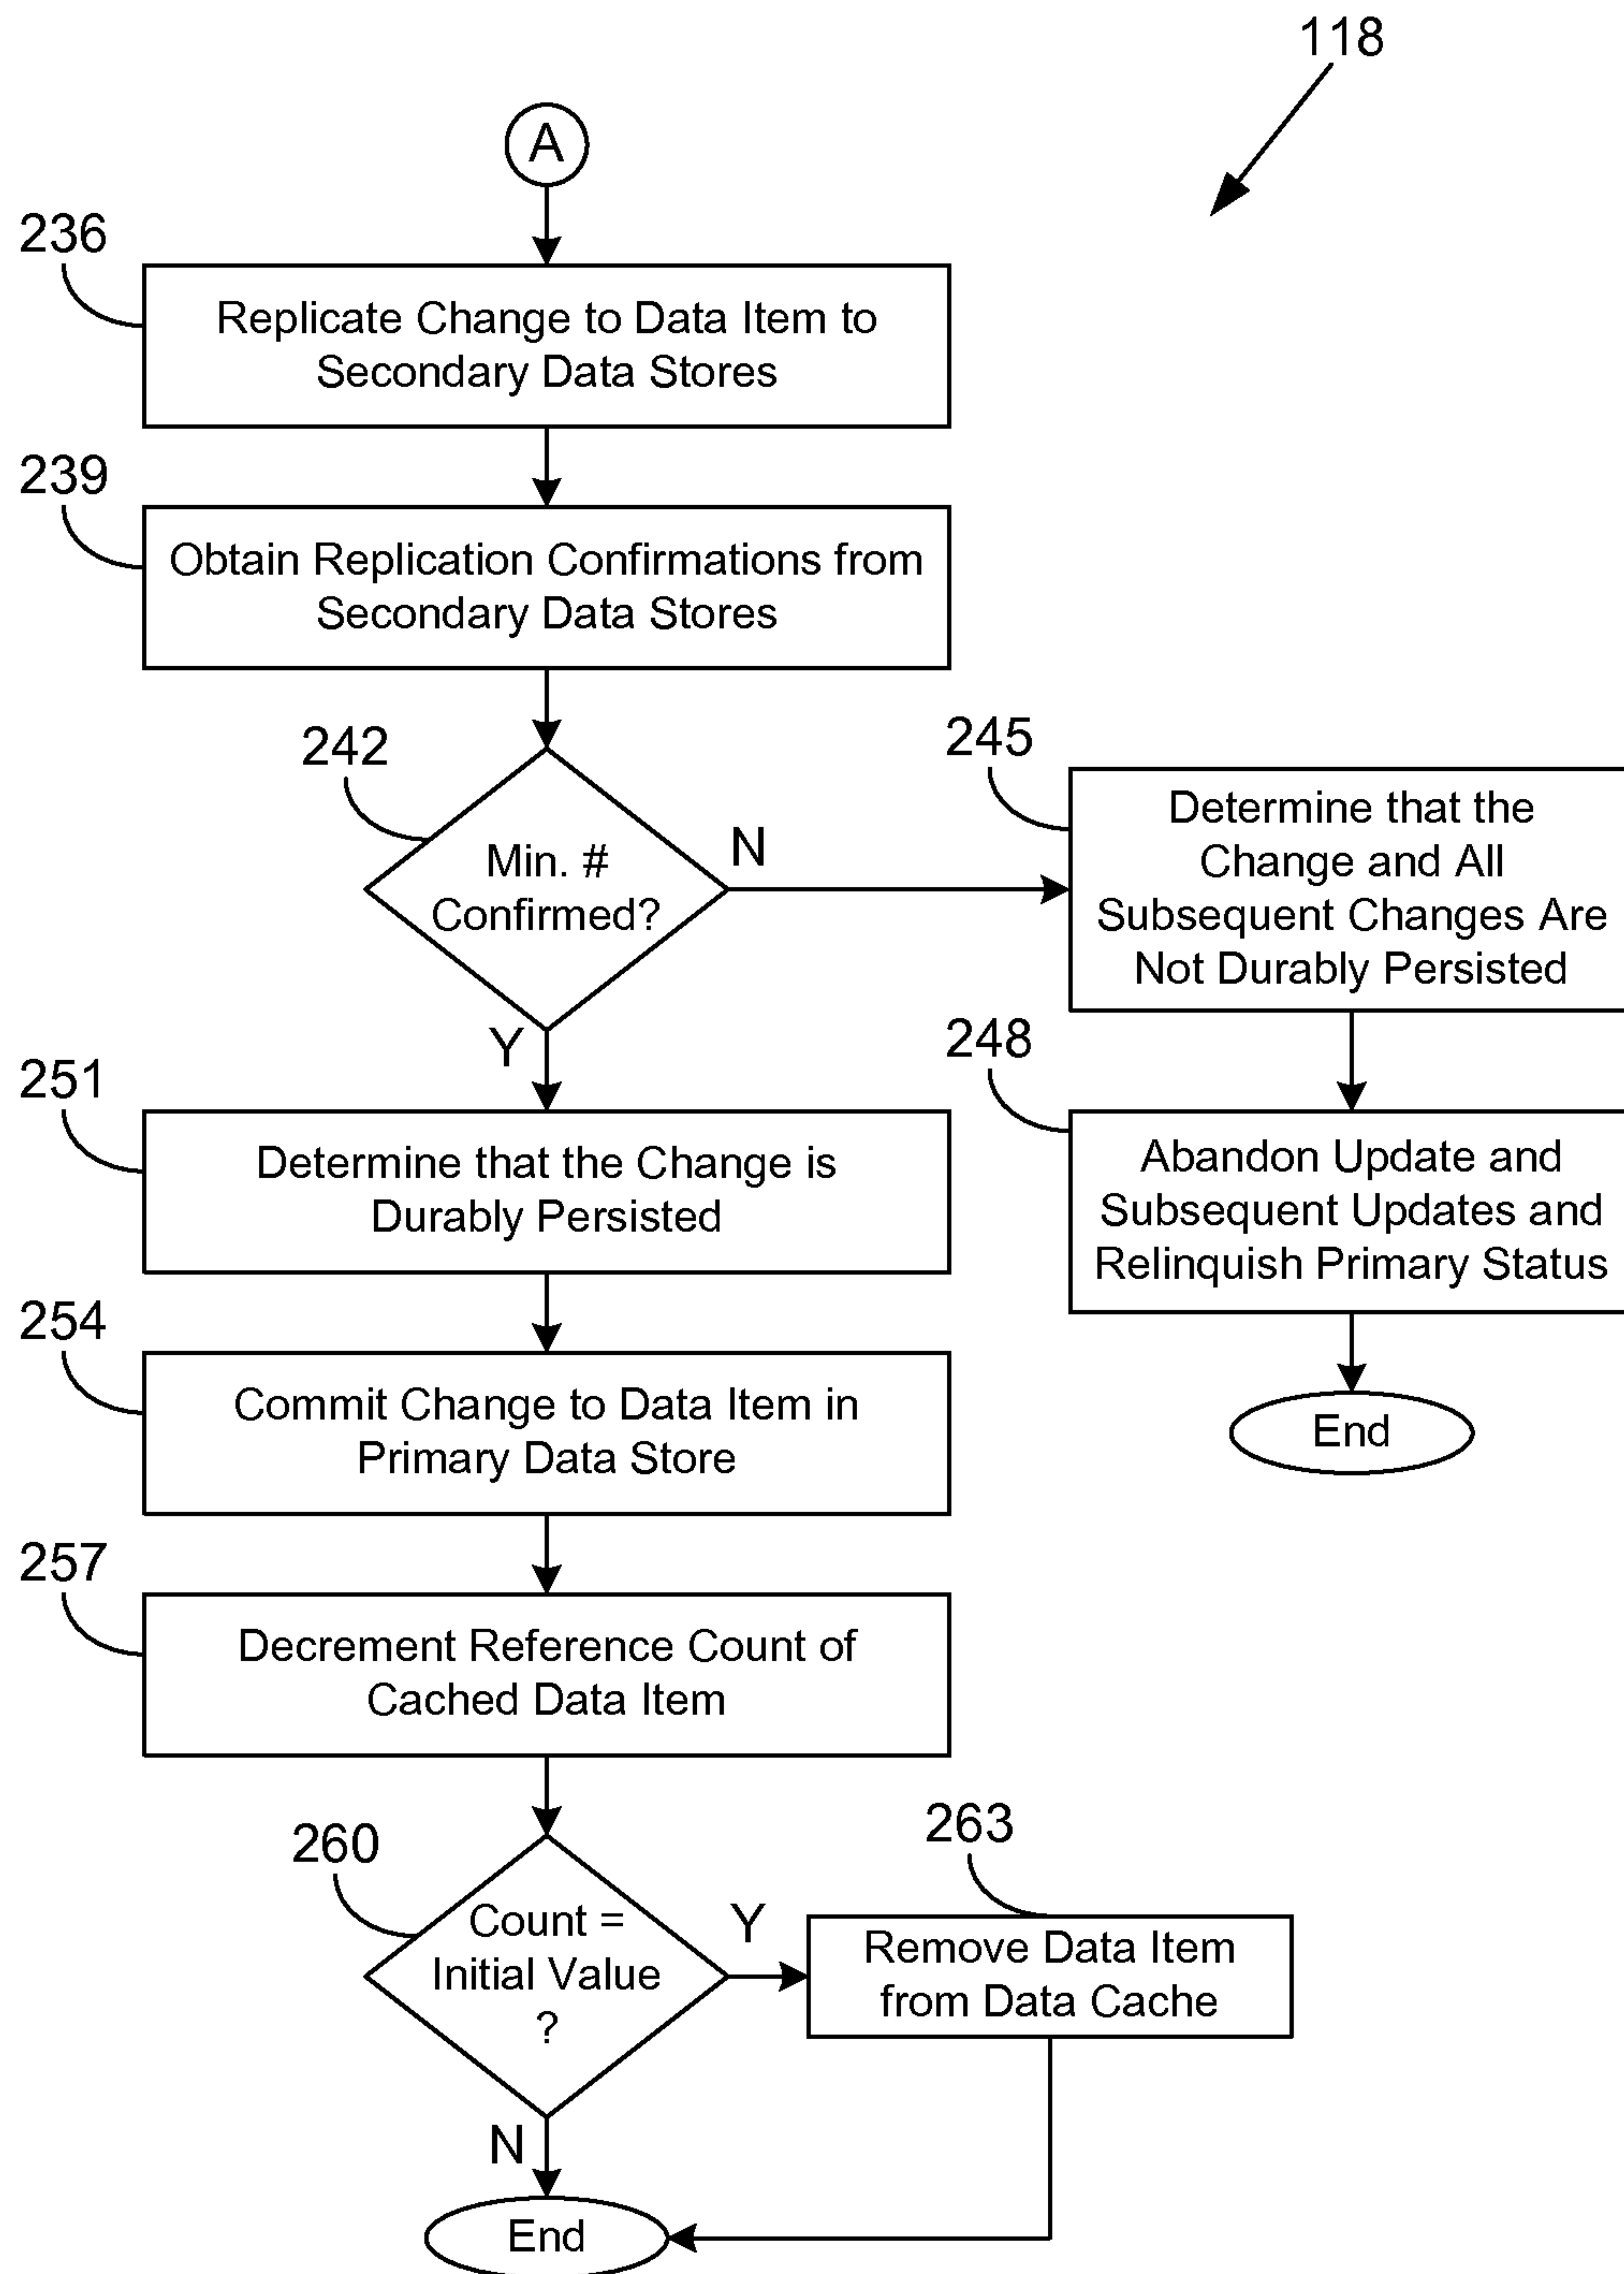 118
A
236
Replicate Change to Data Item to
Secondary Data Stores
239
Obtain Replication Confirmations from
Secondary Data Stores
242
Min. #
Confirmed?
N
Y
245
Determine that the
Change and All
Subsequent Changes Are
Not Durably Persisted
248
Abandon Update and
Subsequent Updates and
Relinquish Primary Status
End
251
Determine that the Change is
Durably Persisted
254
Commit Change to Data Item in
Primary Data Store
257
Decrement Reference Count of
Cached Data Item
260
Count =
Initial Value
?
Y
263
Remove Data Item
from Data Cache
N
End